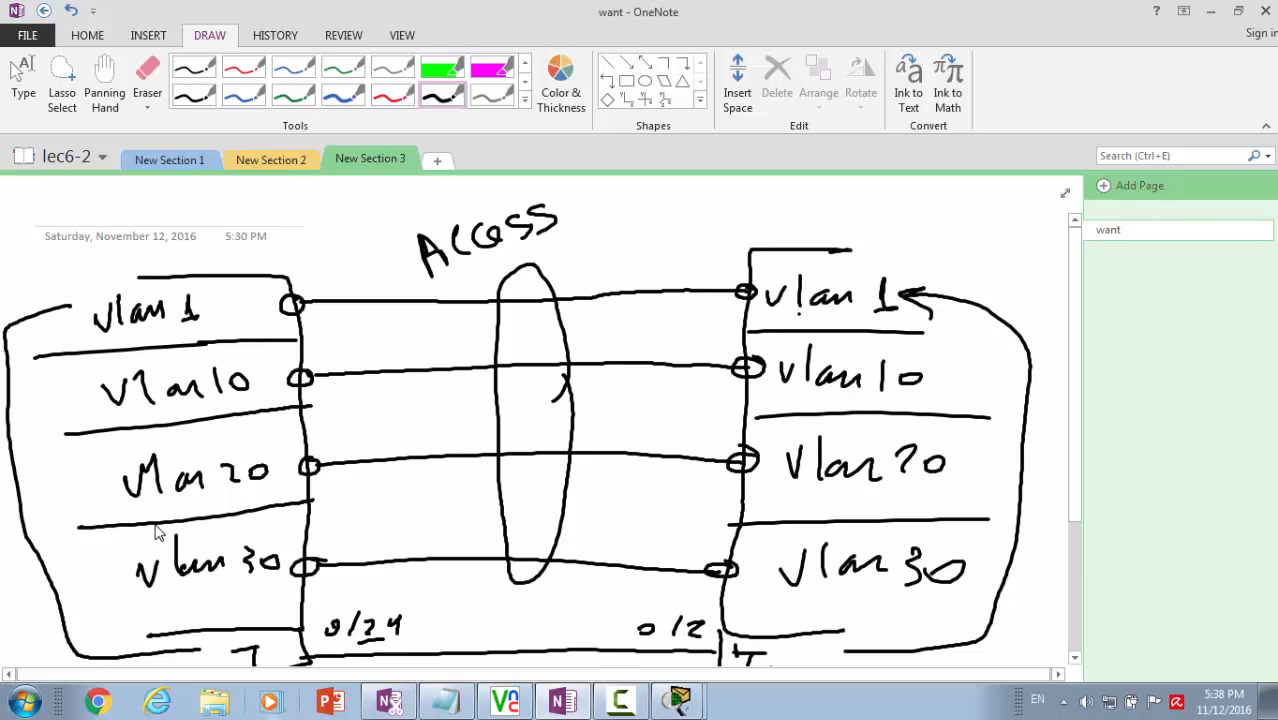 want - OneNote
? 
Sign in
FILE HOME INSERT DRAW HISTORY REVIEW VIEW
Type Lasso Select Panning Hand Eraser Color & Thickness Insert Space Delete Arrange Rotate Ink to Text Ink to Math
Tools Shapes Edit Convert
lec6-2 New Section 1 New Section 2 New Section 3
Search (Ctrl+E)
Add Page
want
Saturday, November 12, 2016 5:30 PM
Access
vlan 1 vlan 1
vlan 10 vlan 10
vlan 20 vlan 20
vlan 30 vlan 30
0/24 0/2
T T
EN 5:38 PM
11/12/2016